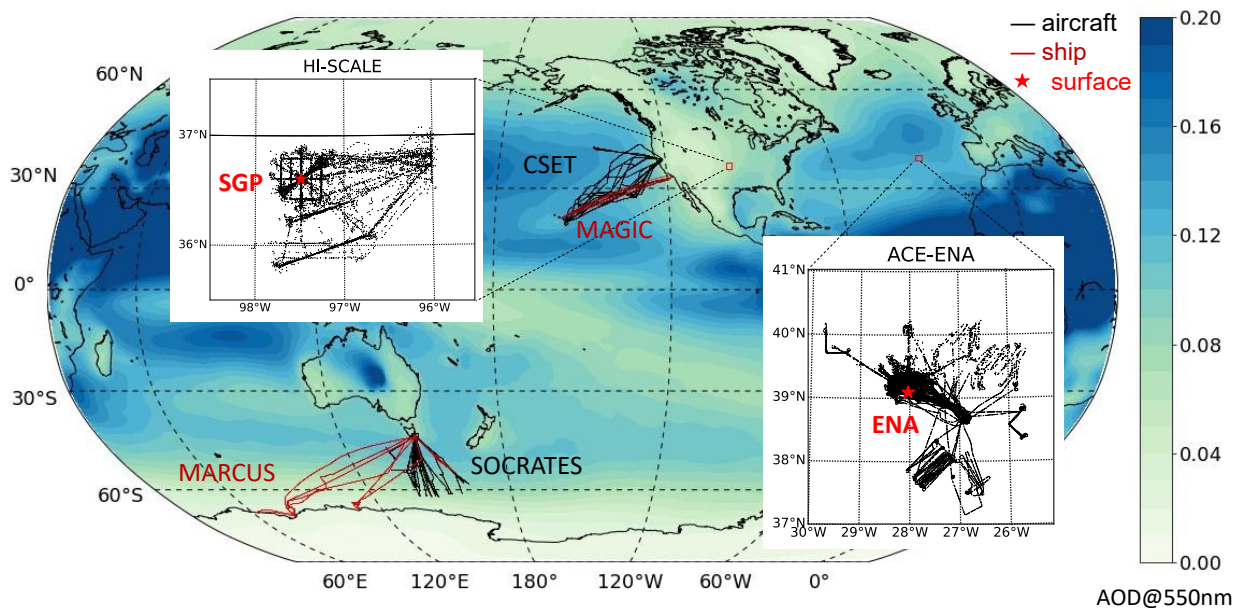 aircraft
ship
surface
0.20
0.16
0.12
0.08
0.04
0.00
AOD@550nm
60°N
30°N
0°
30°S
60°S
60°E
120°E
180°
120°W
60°W
0°
HI-SCALE
37°N
36°N
98°W
97°W
96°W
SGP
CSET
MAGIC
ACE-ENA
41°N
40°N
39°N
38°N
37°N
30°W
29°W
28°W
27°W
26°W
ENA
MARCUS
SOCRATES